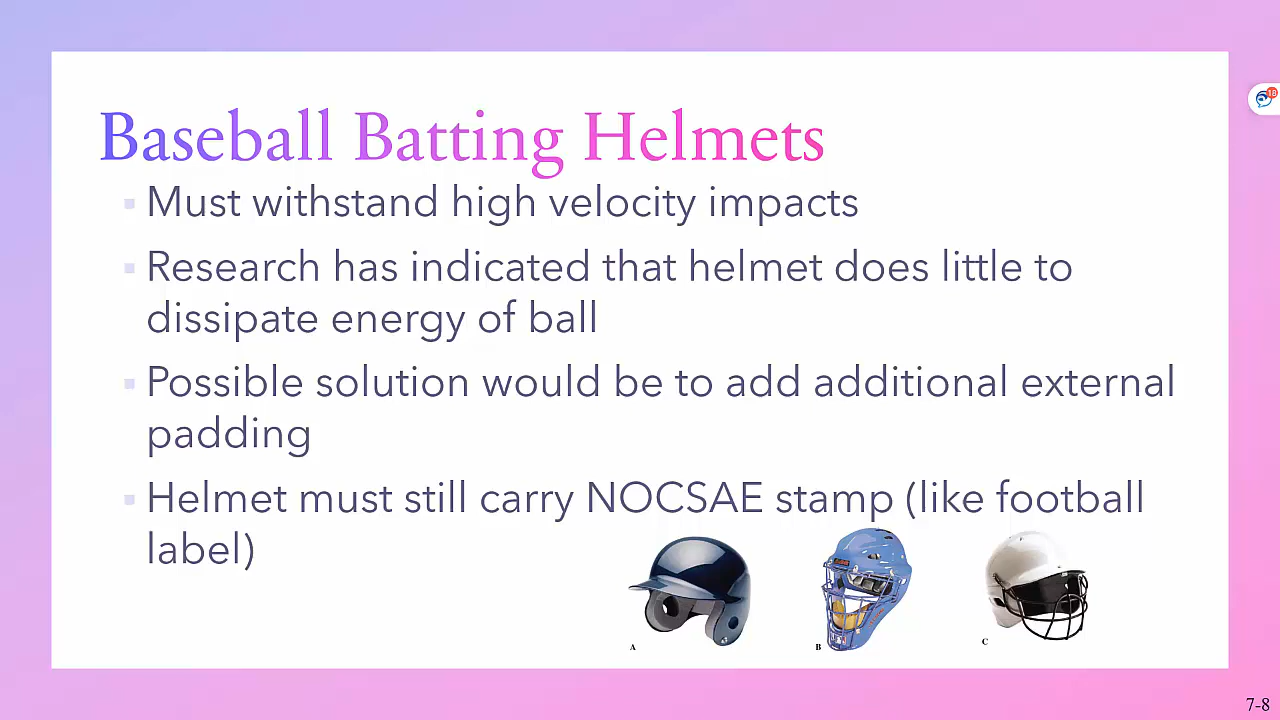 Baseball Batting Helmets
Must withstand high velocity impacts
Research has indicated that helmet does little to
dissipate energy of ball
Possible solution would be to add additional external
padding
Helmet must still carry NOCSAE stamp (like football
label)
A
B
C
7-8